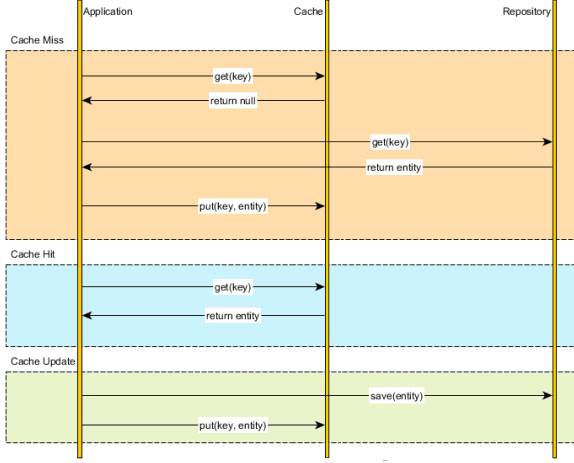 Application
Cache
Repository
Cache Miss
get(key)
return null
get(key)
return entity
put(key, entity)
Cache Hit
get(key)
return entity
Cache Update
save(entity)
put(key, entity)